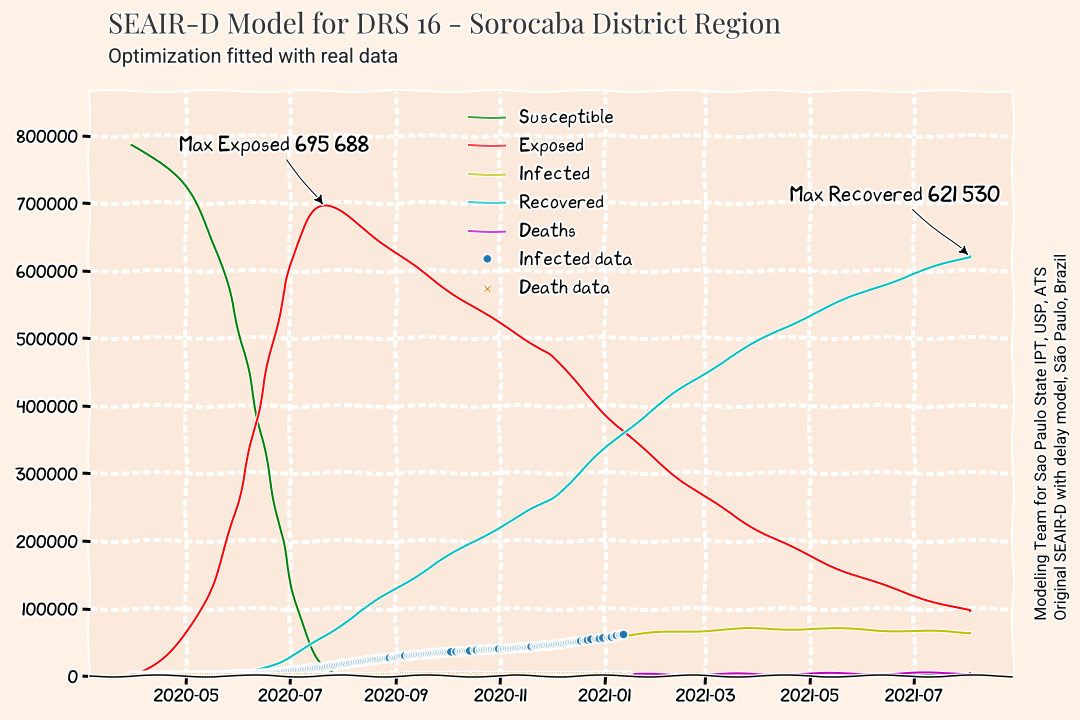 SEAIR-D Model for DRS 16 - Sorocaba District Region
Optimization fitted with real data
800000
700000
600000
500000
400000
300000
200000
100000
0
Max Exposed 695 688
Susceptible
Exposed
Infected
Recovered
Deaths
Infected data
Death data
Max Recovered 621 530
2020-05
2020-07
2020-09
2020-11
2021-01
2021-03
2021-05
2021-07
Modeling Team for Sao Paulo State IPT, USP, ATS
Original SEAIR-D with delay model, São Paulo, Brazil